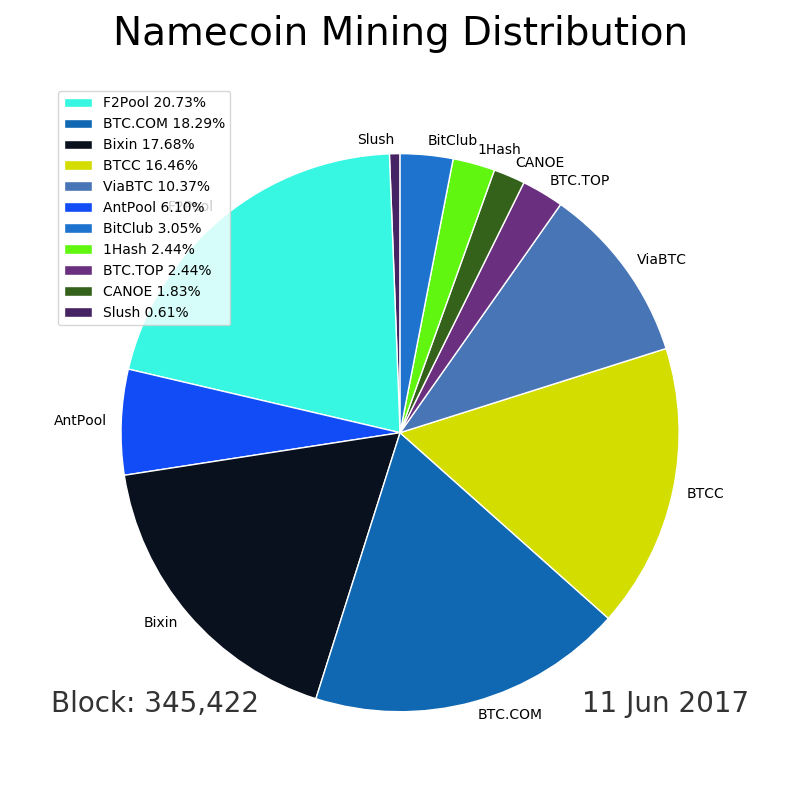 Namecoin Mining Distribution
F2Pool 20.73%
BTC.COM 18.29%
Bixin 17.68%
BTCC 16.46%
ViaBTC 10.37%
AntPool 6.10%
BitClub 3.05%
1Hash 2.44%
BTC.TOP 2.44%
CANOE 1.83%
Slush 0.61%
Slush
BitClub
1Hash
CANOE
BTC.TOP
F2Pool
ViaBTC
AntPool
BTCC
Bixin
BTC.COM
Block: 345,422
11 Jun 2017